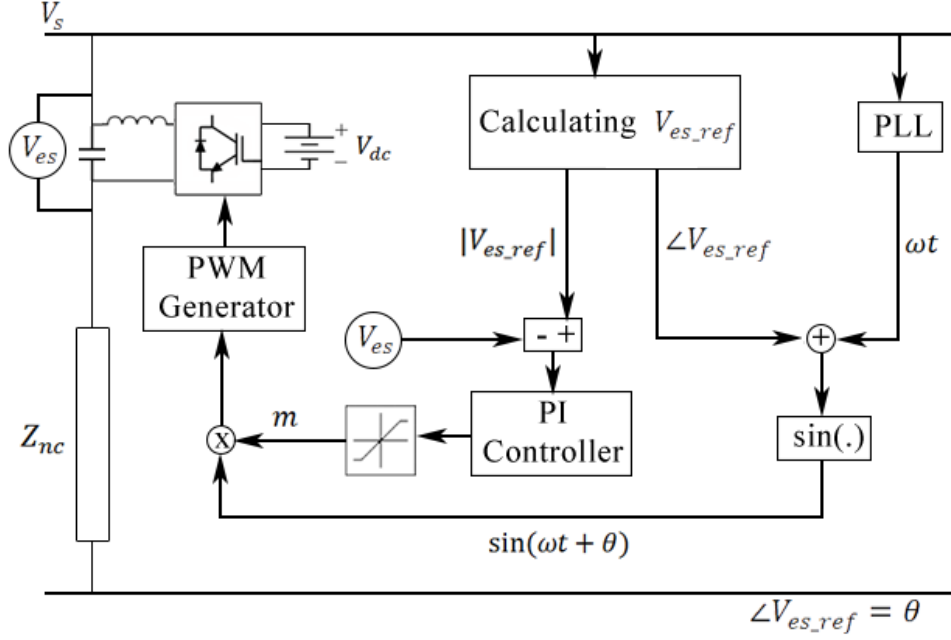 V_s
V_es
+
−
V_dc
Calculating V_es_ref
PLL
|V_es_ref|
∠V_es_ref
ωt
PWM
Generator
V_es
- +
+
Z_nc
m
x
PI
Controller
sin(.)
sin(ωt + θ)
∠V_es_ref = θ